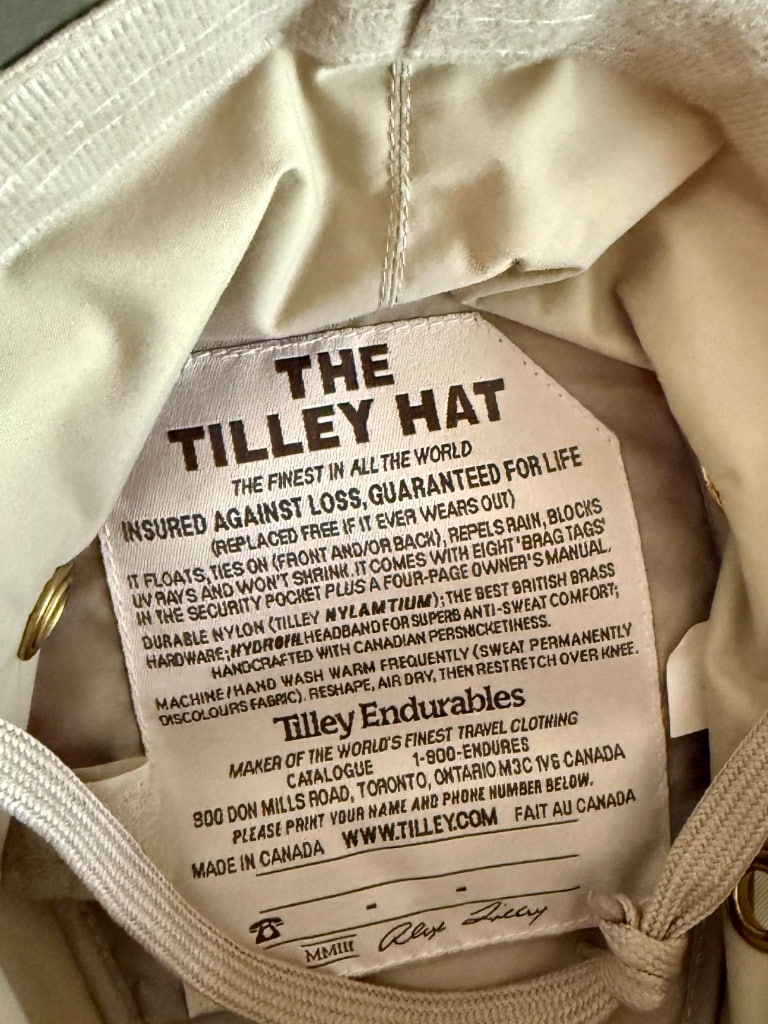 THE
TILLEY HAT
THE FINEST IN ALL THE WORLD
INSURED AGAINST LOSS, GUARANTEED FOR LIFE
(REPLACED FREE IF IT EVER WEARS OUT)
IT FLOATS, TIES ON (FRONT AND/OR BACK), REPELS RAIN, BLOCKS
UV RAYS AND WON'T SHRINK. IT COMES WITH EIGHT 'BRAG TAGS'
IN THE SECURITY POCKET PLUS A FOUR-PAGE OWNER'S MANUAL.
DURABLE NYLON (TILLEY NYLAMTIUM); THE BEST BRITISH BRASS
HARDWARE; HYDROFIL HEADBAND FOR SUPERB ANTI-SWEAT COMFORT;
HANDCRAFTED WITH CANADIAN PERSNICKETINESS.
MACHINE/HAND WASH WARM FREQUENTLY (SWEAT PERMANENTLY
DISCOLOURS FABRIC). RESHAPE, AIR DRY, THEN RESTRETCH OVER KNEE.
Tilley Endurables
MAKER OF THE WORLD'S FINEST TRAVEL CLOTHING
CATALOGUE 1-800-ENDURES
900 DON MILLS ROAD, TORONTO, ONTARIO M3C 1V6 CANADA
PLEASE PRINT YOUR NAME AND PHONE NUMBER BELOW.
MADE IN CANADA WWW.TILLEY.COM FAIT AU CANADA
- -
MMIII Alex Tilley